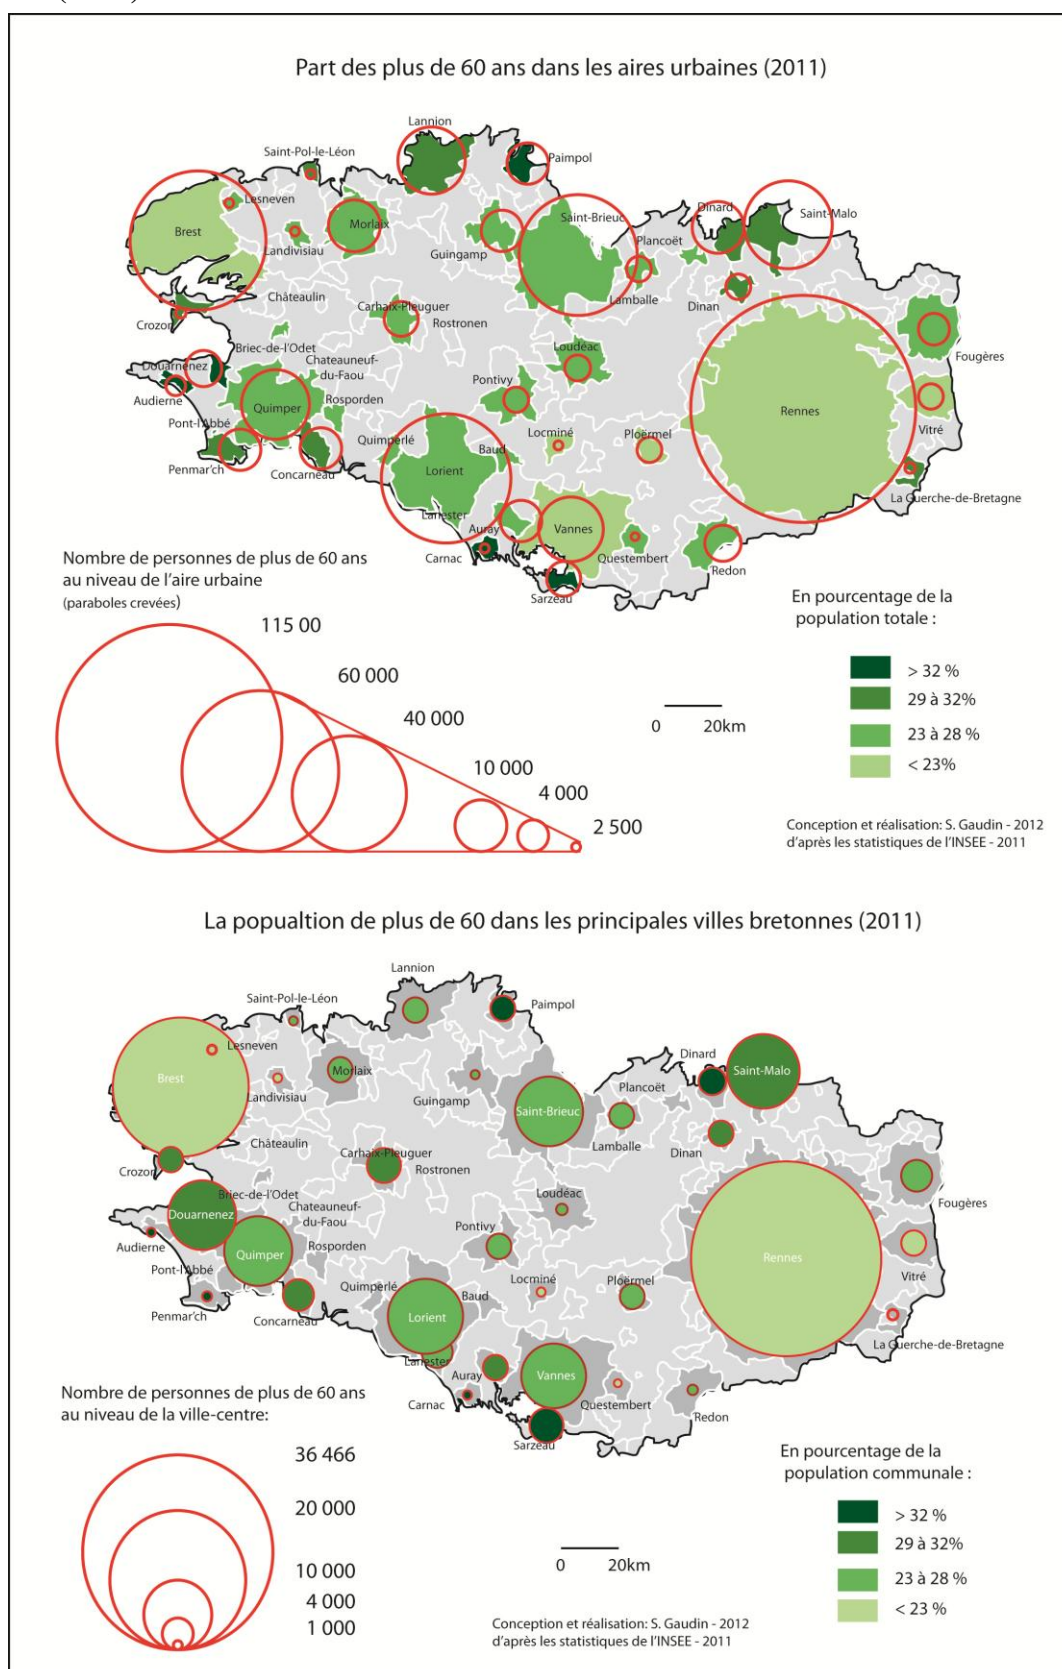 Part des plus de 60 ans dans les aires urbaines (2011)
Lannion
Saint-Pol-le-Léon
Paimpol
Lesneven
Brest
Morlaix
Saint-Brieuc
Dinard
Saint-Malo
Landivisiau
Guingamp
Plancoët
Châteaulin
Lamballe
Dinan
Crozon
Carhaix-Pleuguer
Rostronen
Briec-de-l'Odet
Fougères
Douarnenez
Chateauneuf-
du-Faou
Loudéac
Audierne
Pontivy
Rennes
Quimper
Rosporden
Pont-l'Abbé
Vitré
Quimperlé
Locminé
Ploërmel
Baud
Penmar'ch
Concarneau
Lorient
La Guerche-de-Bretagne
Lanester
Auray
Vannes
Carnac
Questembert
Redon
Sarzeau
Nombre de personnes de plus de 60 ans
au niveau de l'aire urbaine
(paraboles crevées)
115 00
60 000
40 000
10 000
4 000
2 500
0 20km
En pourcentage de la
population totale :
> 32 %
29 à 32%
23 à 28 %
< 23%
Conception et réalisation: S. Gaudin - 2012
d'après les statistiques de l'INSEE - 2011
La popualtion de plus de 60 dans les principales villes bretonnes (2011)
Lannion
Saint-Pol-le-Léon
Paimpol
Lesneven
Brest
Morlaix
Dinard
Saint-Malo
Landivisiau
Guingamp
Plancoët
Saint-Brieuc
Châteaulin
Lamballe
Dinan
Crozon
Carhaix-Pleuguer
Rostronen
Briec-de-l'Odet
Loudéac
Fougères
Douarnenez
Chateauneuf-
du-Faou
Audierne
Pontivy
Quimper
Rosporden
Rennes
Pont-l'Abbé
Vitré
Quimperlé
Locminé
Ploërmel
Baud
Penmar'ch
Concarneau
Lorient
La Guerche-de-Bretagne
Lanester
Auray
Vannes
Carnac
Questembert
Redon
Sarzeau
Nombre de personnes de plus de 60 ans
au niveau de la ville-centre:
36 466
20 000
10 000
4 000
1 000
0 20km
En pourcentage de la
population communale :
> 32 %
29 à 32%
23 à 28 %
< 23 %
Conception et réalisation: S. Gaudin - 2012
d'après les statistiques de l'INSEE - 2011